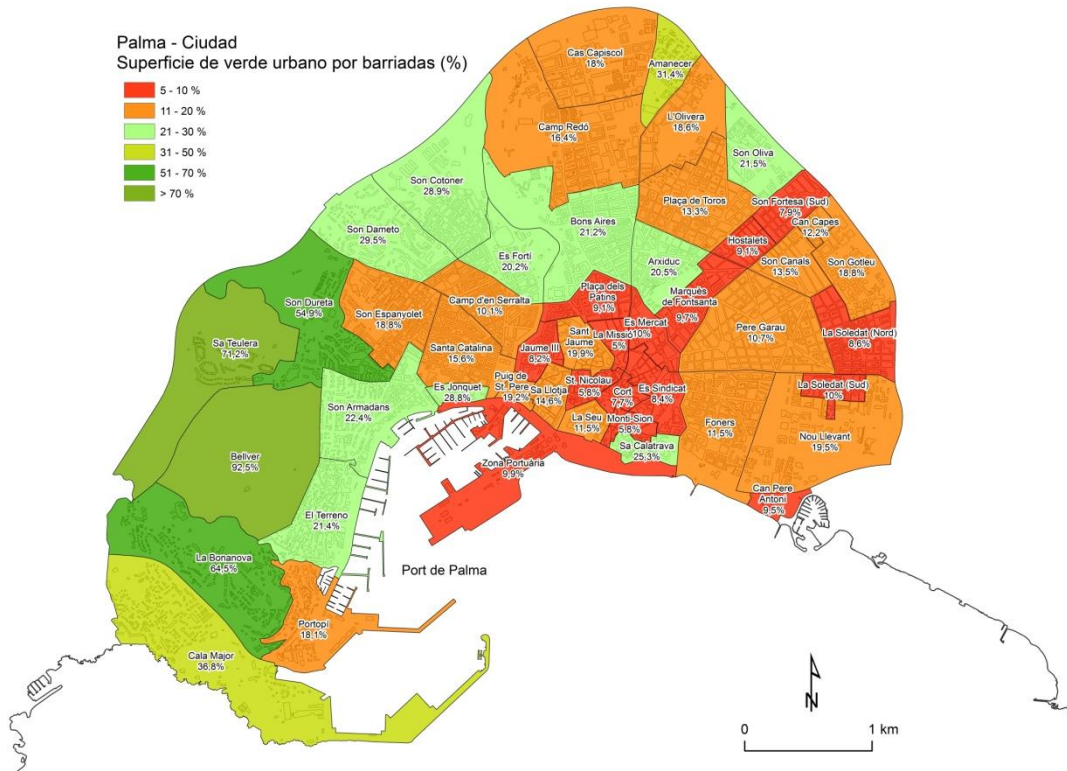 Palma - Ciudad
Superficie de verde urbano por barriadas (%)
5 - 10 %
11 - 20 %
21 - 30 %
31 - 50 %
51 - 70 %
> 70 %
Cas Capiscol
18%
Amanecer
31,4%
Camp Redó
16,4%
L'Olivera
18,6%
Son Oliva
21,5%
Son Cotoner
28,9%
Plaça de Toros
13,3%
Son Fortesa (Sud)
7,9%
Can Capes
12,2%
Son Dameto
29,5%
Bons Aires
21,2%
Es Fortí
20,2%
Hostalets
9,1%
Arxiduc
20,5%
Son Canals
13,5%
Son Gotleu
18,8%
Son Dureta
54,9%
Camp d'en Serralta
10,1%
Plaça dels
Patins
9,1%
Marquès
de Fontsanta
9,7%
Son Espanyolet
18,8%
Es Mercat
10%
Sa Teulera
71,2%
Santa Catalina
15,6%
Jaume III
8,2%
Sant
Jaume
19,9%
La Missió
5%
Pere Garau
10,7%
La Soledat (Nord)
8,6%
Es Jonquet
28,8%
Puig de
St. Pere
19,2%
Sa Llotja
14,6%
St. Nicolau
5,8%
Cort
7,7%
Es Sindicat
8,4%
La Soledat (Sud)
10%
Son Armadans
22,4%
La Seu
11,5%
Monti-Sion
5,8%
Foners
11,5%
Nou Llevant
19,5%
Bellver
92,5%
Sa Calatrava
25,3%
Zona Portuària
9,9%
Can Pere
Antoni
9,5%
El Terreno
21,4%
La Bonanova
64,5%
Port de Palma
Portopí
18,1%
Cala Major
36,8%
N
0
1 km